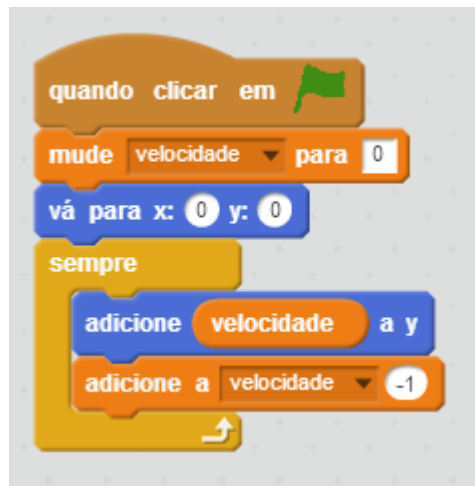 quando clicar em
mude velocidade para 0
vá para x: 0 y: 0
sempre
adicione velocidade a y
adicione a velocidade -1